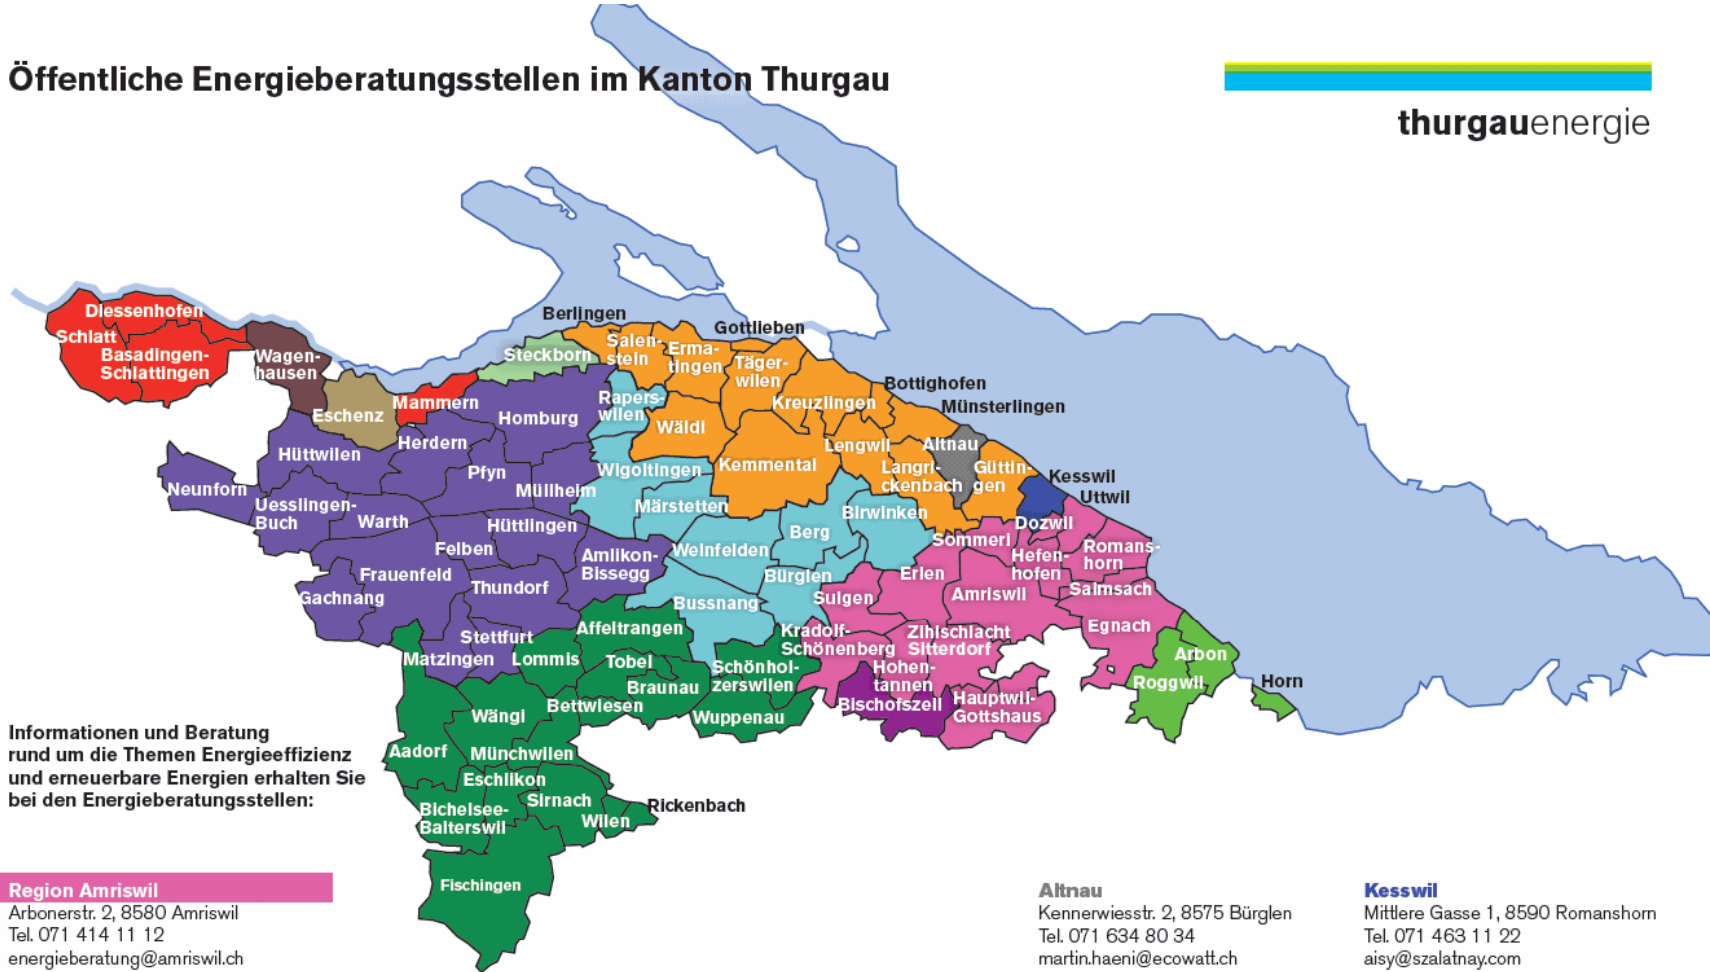 Öffentliche Energieberatungsstellen im Kanton Thurgau
thurgauenergie
Diessenhofen
Schlatt
Basadingen-
Schlattingen
Wagen-
hausen
Eschenz
Mammern
Steckborn
Berlingen
Salen-
stein
Erma-
tingen
Gottlieben
Täger-
wilen
Kreuzlingen
Bottighofen
Münsterlingen
Rapers-
wilen
Wäldi
Homburg
Herdern
Hüttwilen
Neunforn
Uesslingen-
Buch
Warth
Pfyn
Müllheim
Wigoltingen
Kemmental
Lengwil
Langri-
ckenbach
Altnau
Güttin-
gen
Kesswil
Uttwil
Dozwil
Märstetten
Birwinken
Berg
Hüttlingen
Felben
Frauenfeld
Gachnang
Thundorf
Amlikon-
Bissegg
Weinfelden
Bürglen
Bussnang
Sommeri
Hefen-
hofen
Romans-
horn
Erlen
Amriswil
Salmsach
Sulgen
Egnach
Kradolf-
Schönenberg
Zihlschlacht
Sitterdorf
Hohen-
tannen
Bischofszell
Hauptwil-
Gottshaus
Arbon
Roggwil
Horn
Stettfurt
Matzingen
Lommis
Affeltrangen
Tobel
Braunau
Schönhol-
zerswilen
Wuppenau
Bettwiesen
Wängi
Aadorf
Münchwilen
Eschlikon
Sirnach
Bichelsee-
Balterswil
Wilen
Rickenbach
Fischingen
Informationen und Beratung
rund um die Themen Energieeffizienz
und erneuerbare Energien erhalten Sie
bei den Energieberatungsstellen:
Region Amriswil
Arbonerstr. 2, 8580 Amriswil
Tel. 071 414 11 12
energieberatung@amriswil.ch
Altnau
Kennerwiesstr. 2, 8575 Bürglen
Tel. 071 634 80 34
martin.haeni@ecowatt.ch
Kesswil
Mittlere Gasse 1, 8590 Romanshorn
Tel. 071 463 11 22
aisy@szalatnay.com